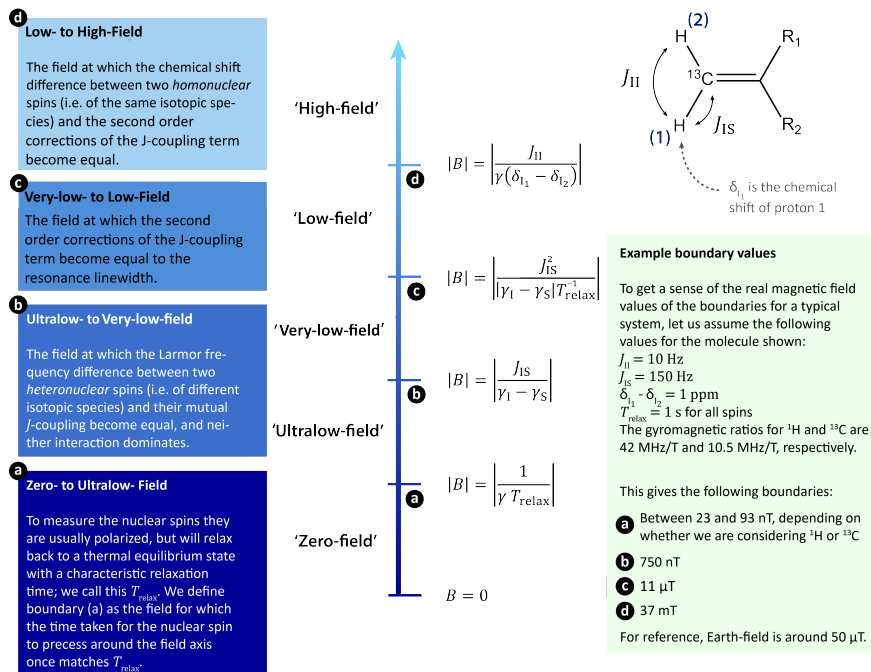 d
Low- to High-Field
The field at which the chemical shift
difference between two homonuclear
spins (i.e. of the same isotopic spe-
cies) and the second order
corrections of the J-coupling term
become equal.
c
Very-low- to Low-Field
The field at which the second
order corrections of the J-coupling
term become equal to the
resonance linewidth.
b
Ultralow- to Very-low-field
The field at which the Larmor fre-
quency difference between two
heteronuclear spins (i.e. of different
isotopic species) and their mutual
J-coupling become equal, and nei-
ther interaction dominates.
a
Zero- to Ultralow- Field
To measure the nuclear spins they
are usually polarized, but will relax
back to a thermal equilibrium state
with a characteristic relaxation
time; we call this T_relax. We define
boundary (a) as the field for which
the time taken for the nuclear spin
to precess around the field axis
once matches T_relax.
'High-field'
d
|B| = |J_II / γ(δ_I₁ − δ_I₂)|
'Low-field'
c
|B| = |J²_IS / |γ_I − γ_S|T⁻¹_relax|
'Very-low-field'
b
|B| = |J_IS / γ_I − γ_S|
'Ultralow-field'
a
|B| = |1 / γ T_relax|
'Zero-field'
B = 0
(2)
H
R₁
J_II
¹³C
H
J_IS
R₂
(1)
δ_I₁ is the chemical
shift of proton 1
Example boundary values
To get a sense of the real magnetic field
values of the boundaries for a typical
system, let us assume the following
values for the molecule shown:
J_II = 10 Hz
J_IS = 150 Hz
δ_I₁ - δ_I₂ = 1 ppm
T_relax = 1 s for all spins
The gyromagnetic ratios for ¹H and ¹³C are
42 MHz/T and 10.5 MHz/T, respectively.
This gives the following boundaries:
a Between 23 and 93 nT, depending on
whether we are considering ¹H or ¹³C
b 750 nT
c 11 μT
d 37 mT
For reference, Earth-field is around 50 μT.